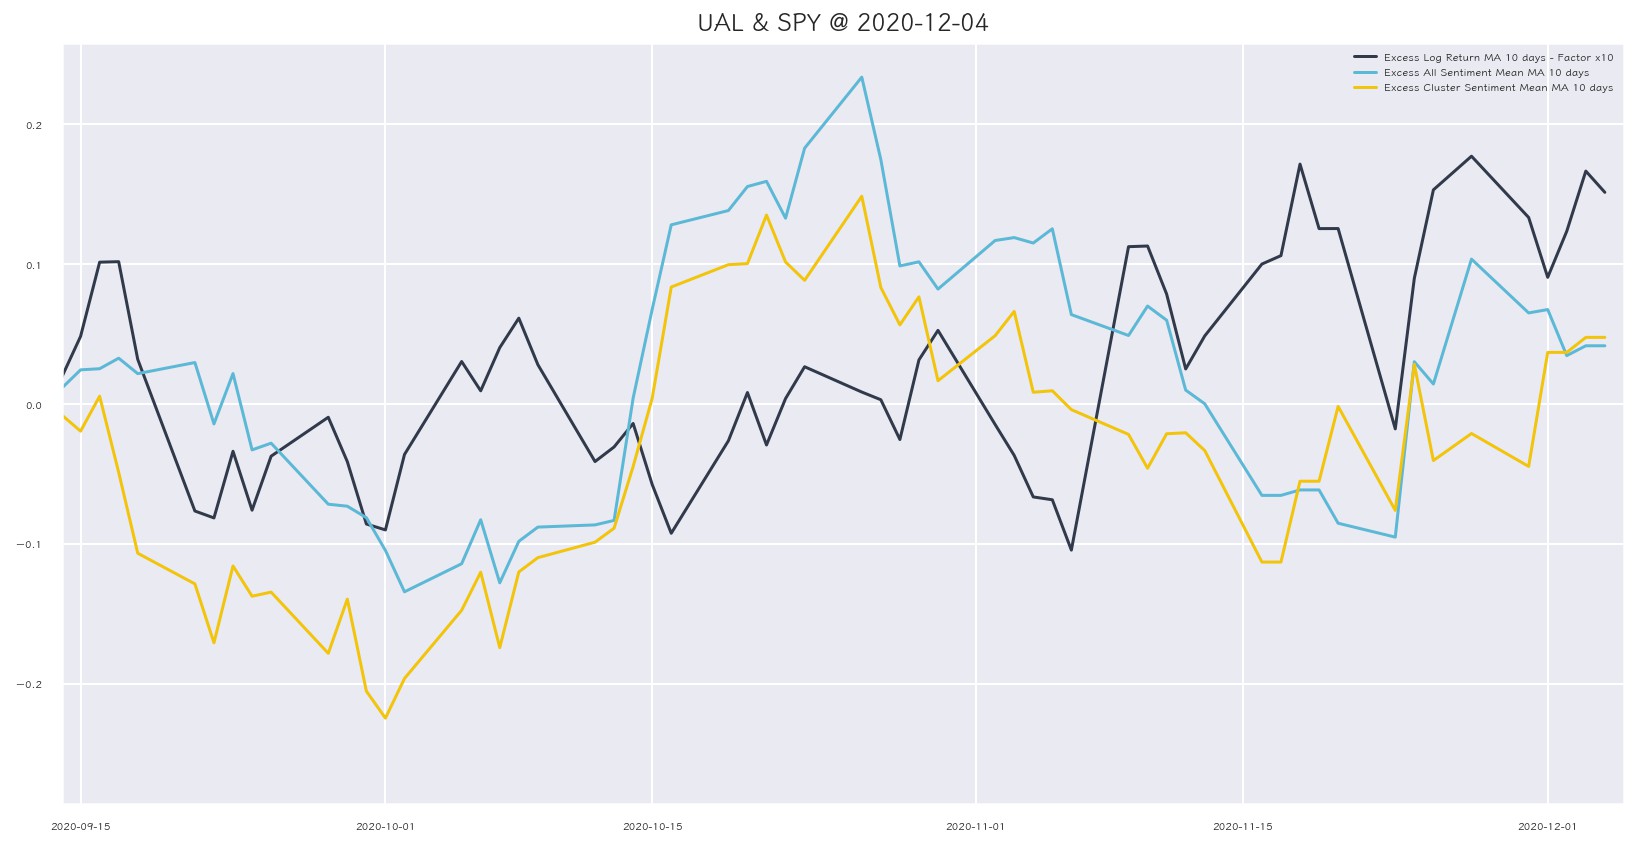 UAL & SPY @ 2020-12-04
Excess Log Return MA 10 days - Factor x10
Excess All Sentiment Mean MA 10 days
Excess Cluster Sentiment Mean MA 10 days
0.2
0.1
0.0
−0.1
−0.2
2020-09-15 2020-10-01 2020-10-15 2020-11-01 2020-11-15 2020-12-01